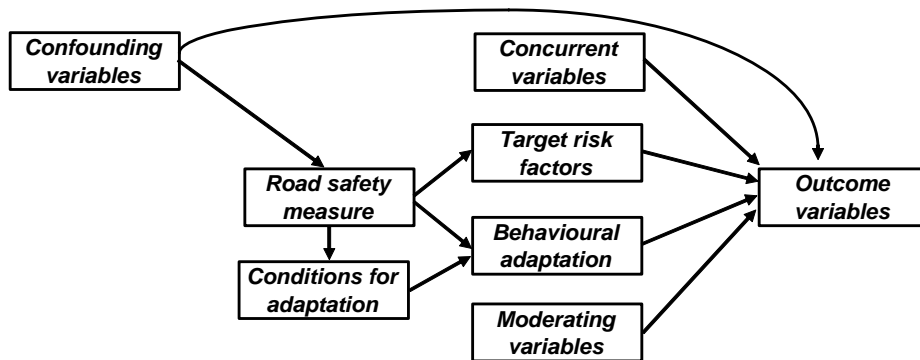 Confounding
variables
Concurrent
variables
Target risk
factors
Road safety
measure
Outcome
variables
Behavioural
adaptation
Conditions for
adaptation
Moderating
variables